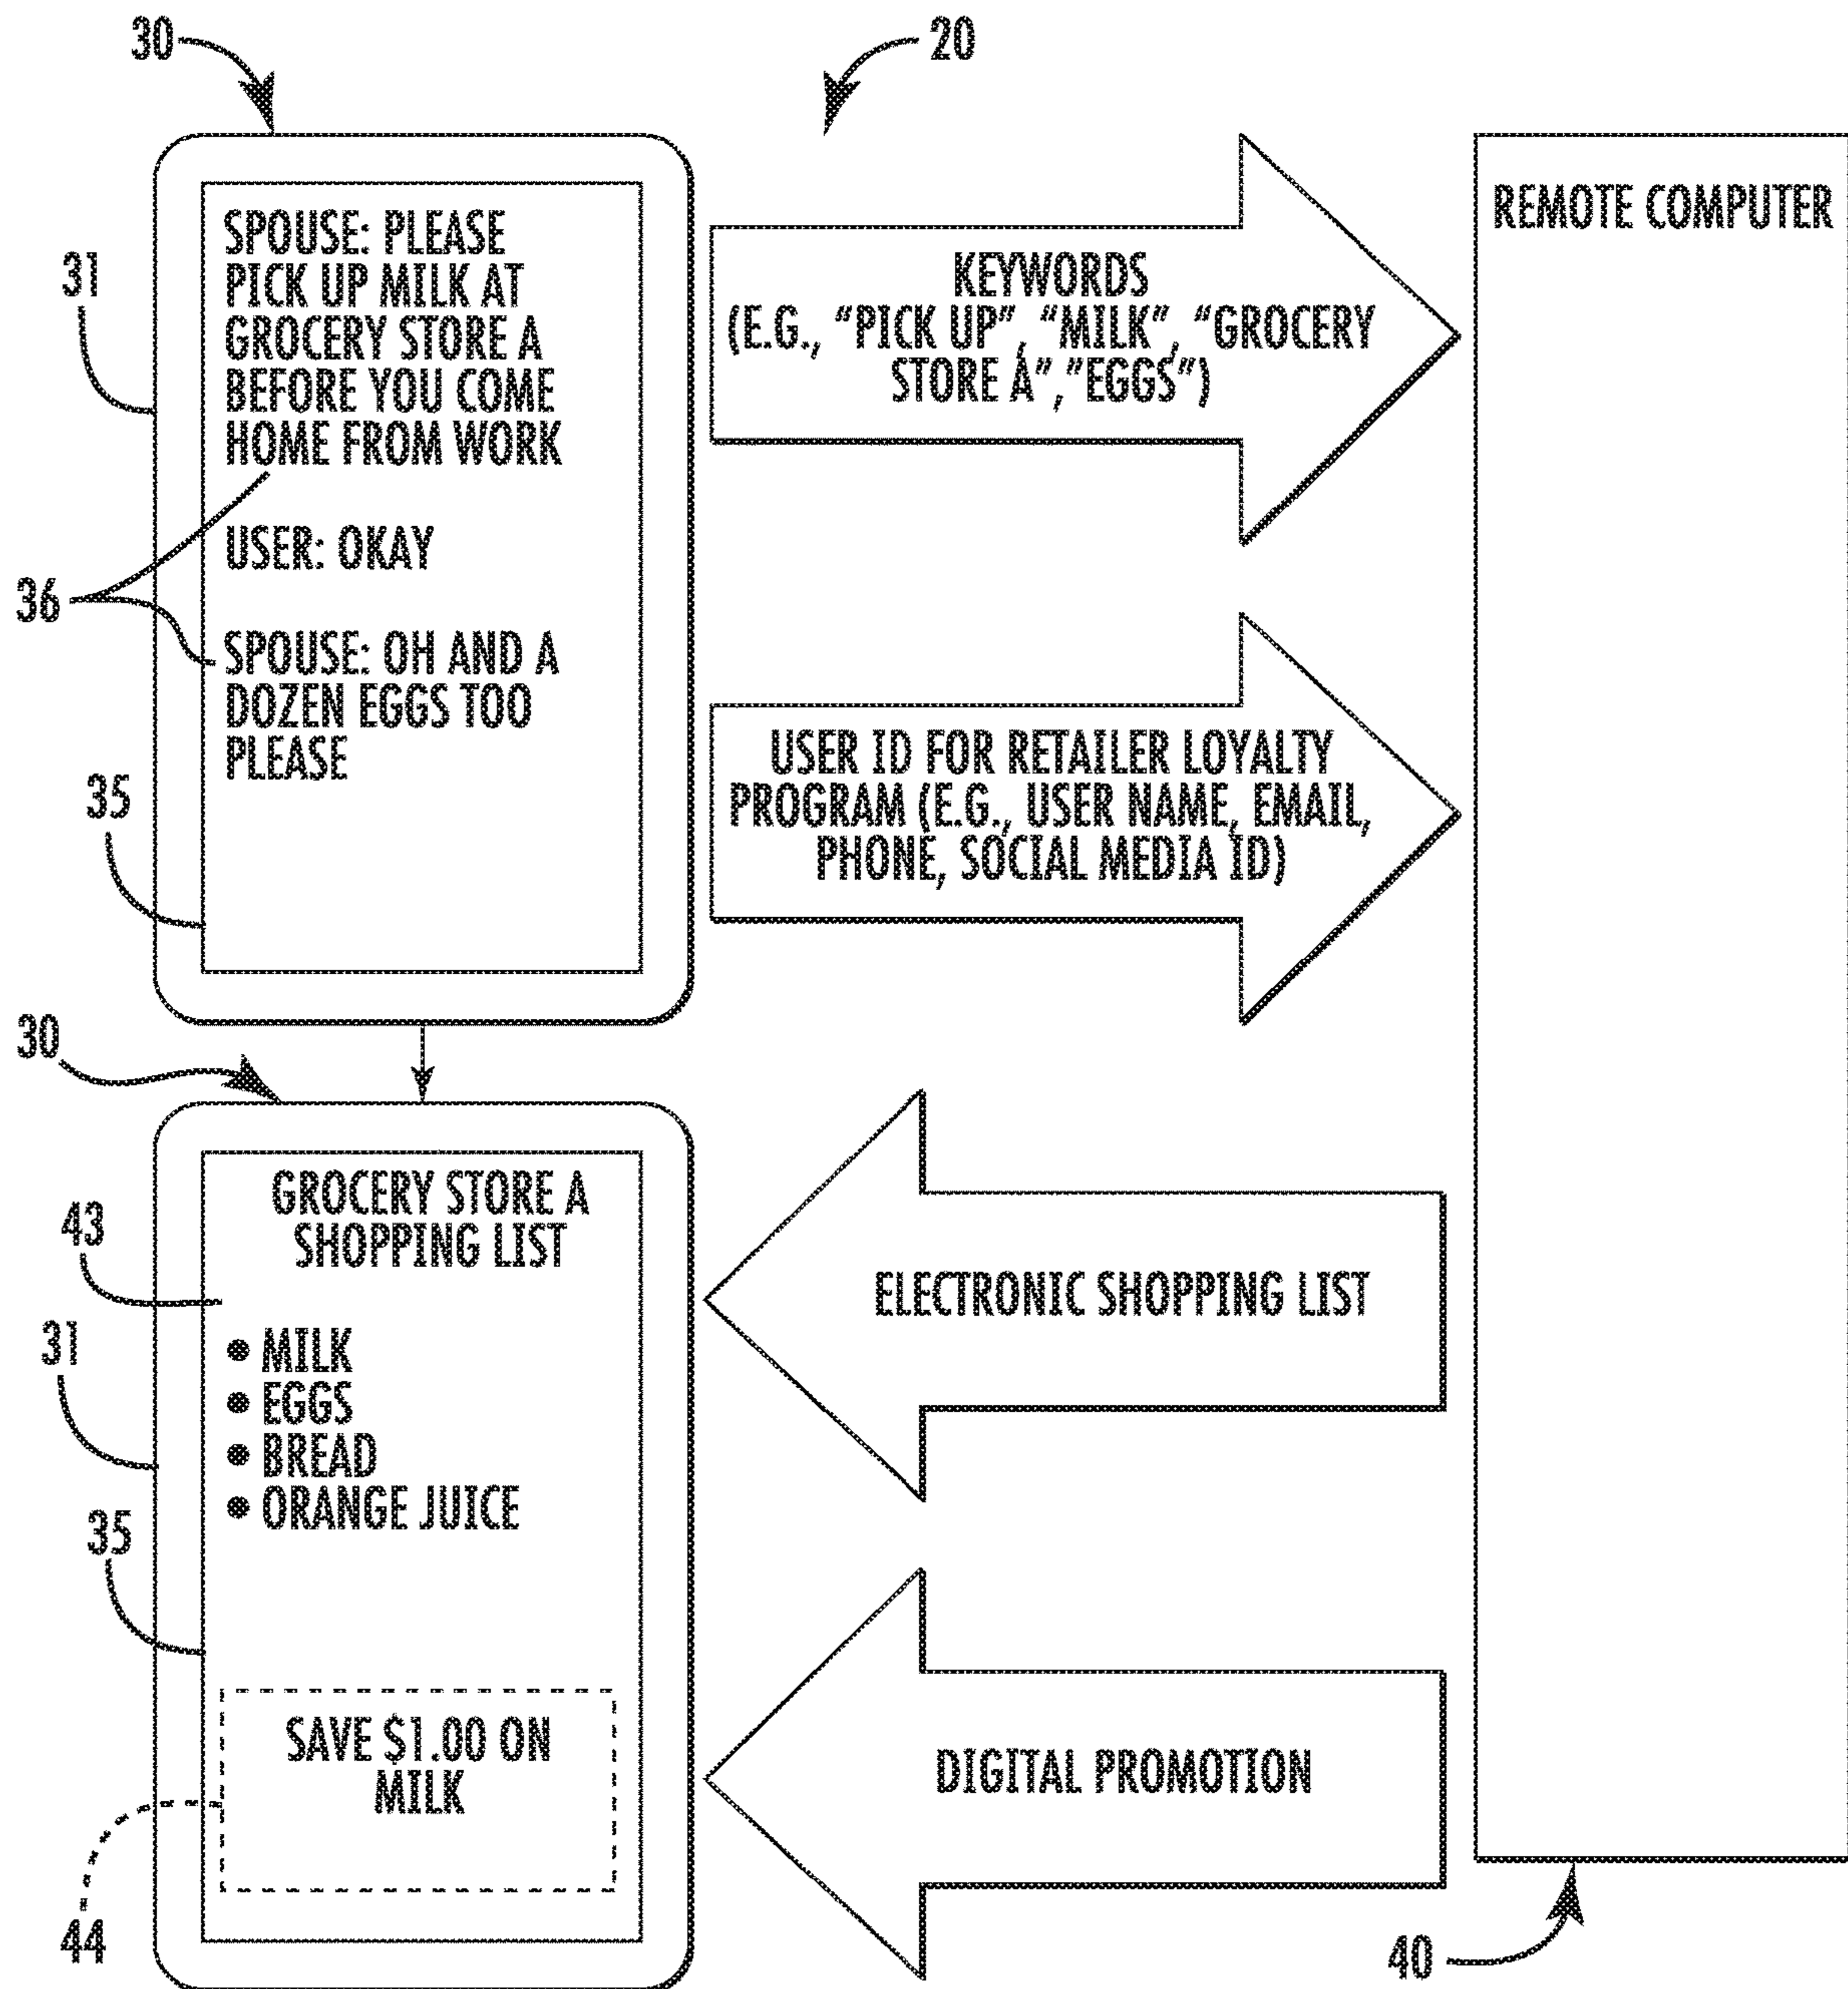 30
20
SPOUSE: PLEASE
PICK UP MILK AT
GROCERY STORE A
BEFORE YOU COME
HOME FROM WORK
USER: OKAY
SPOUSE: OH AND A
DOZEN EGGS TOO
PLEASE
31
36
35
KEYWORDS
(E.G., "PICK UP", "MILK", "GROCERY
STORE A","EGGS")
USER ID FOR RETAILER LOYALTY
PROGRAM (E.G., USER NAME, EMAIL,
PHONE, SOCIAL MEDIA ID)
REMOTE COMPUTER
30
GROCERY STORE A
SHOPPING LIST
• MILK
• EGGS
• BREAD
• ORANGE JUICE
SAVE $1.00 ON
MILK
43
31
35
44
ELECTRONIC SHOPPING LIST
DIGITAL PROMOTION
40